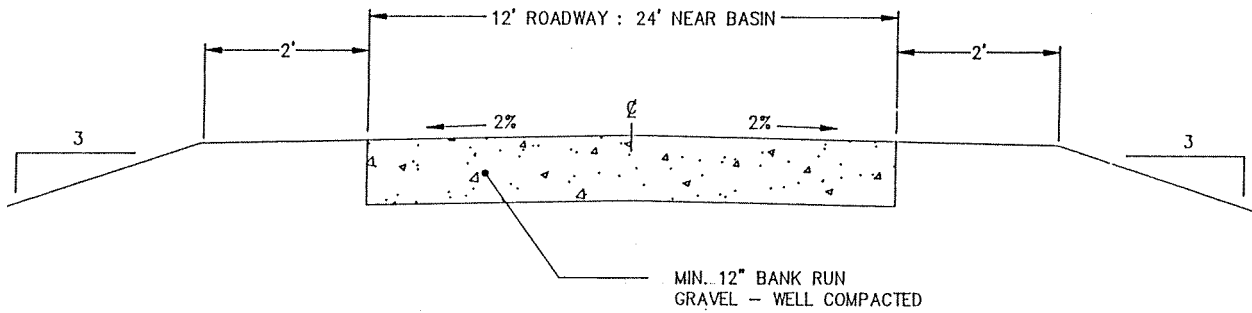 12' ROADWAY : 24' NEAR BASIN
2'
2'
℄
2%
2%
3
3
MIN. 12" BANK RUN
GRAVEL – WELL COMPACTED